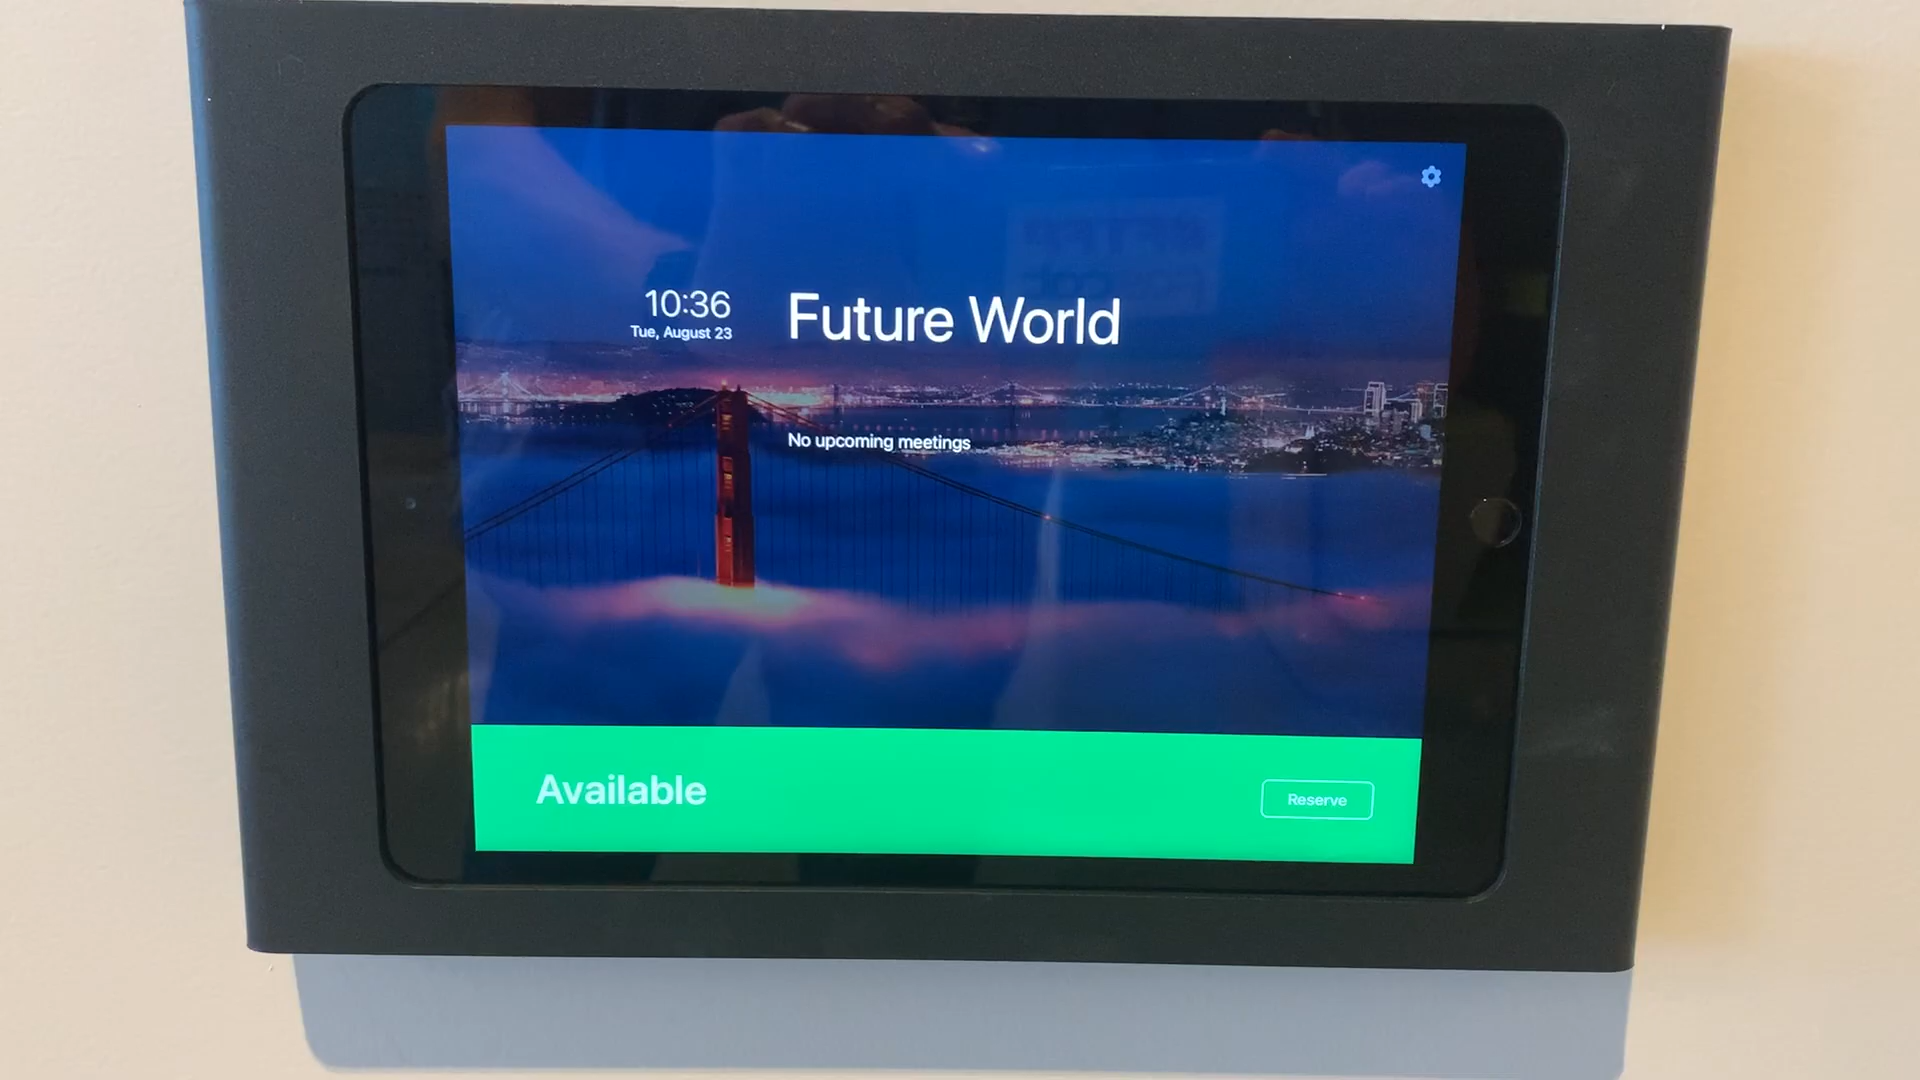 10:36
Tue, August 23
Future World
No upcoming meetings
Available
Reserve